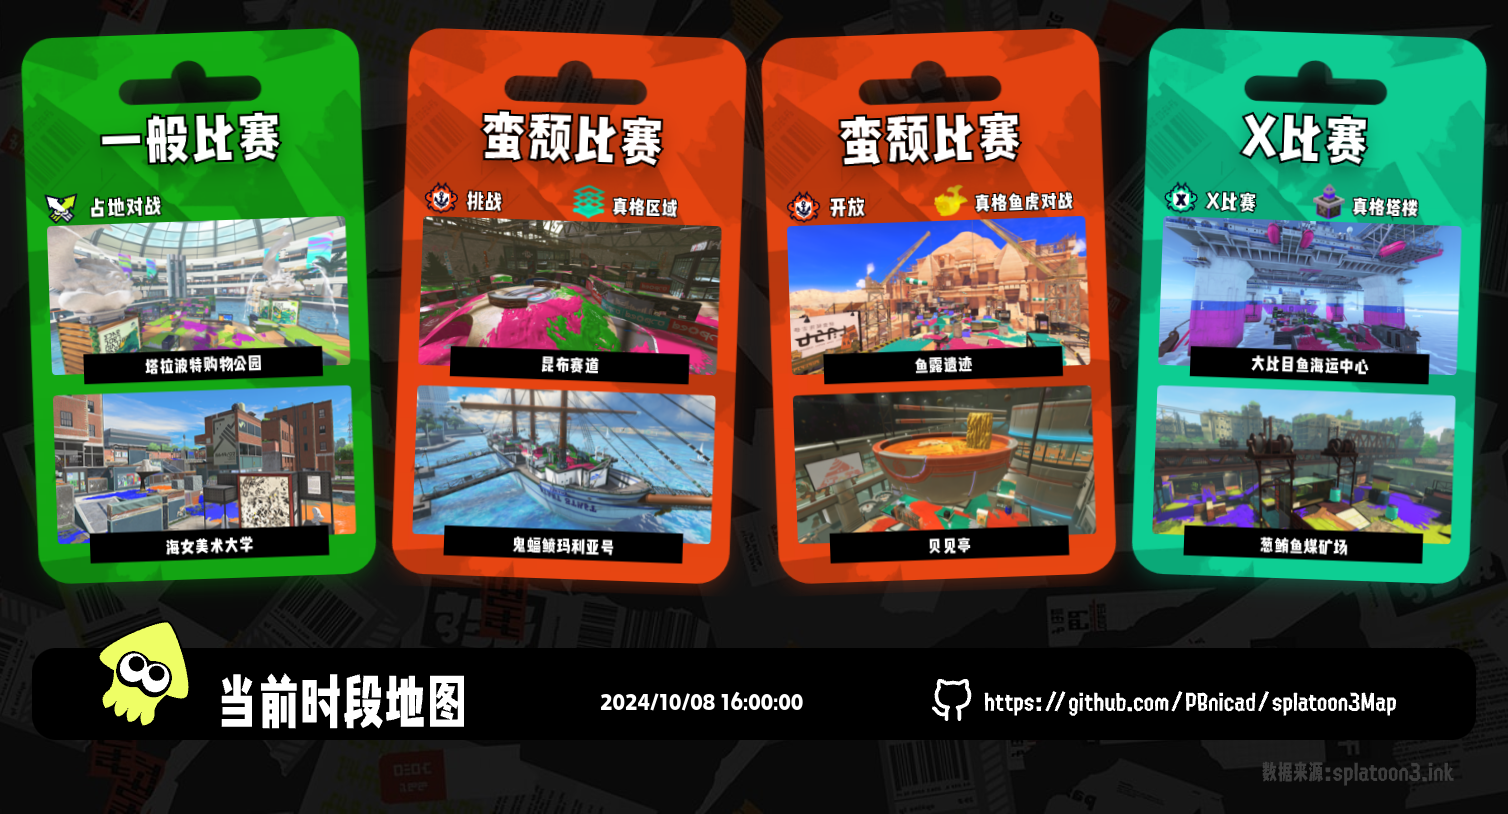 一般比赛
占地对战
塔拉波特购物公园
海女美术大学
蛮颓比赛
挑战
真格区域
昆布赛道
鬼蝠鲼玛利亚号
蛮颓比赛
开放
真格鱼虎对战
鱼露遗迹
贝见亭
X比赛
X比赛
真格塔楼
大比目鱼海运中心
葱鲔鱼煤矿场
当前时段地图
2024/10/08 16:00:00
https://github.com/PBnicad/splatoon3Map
数据来源:splatoon3.ink